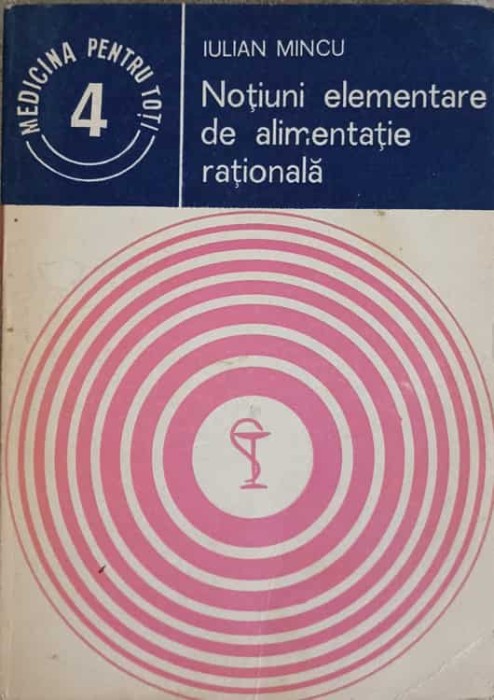 MEDICINA PENTRU TOȚI
4
IULIAN MINCU
Noțiuni elementare
de alimentație
rațională